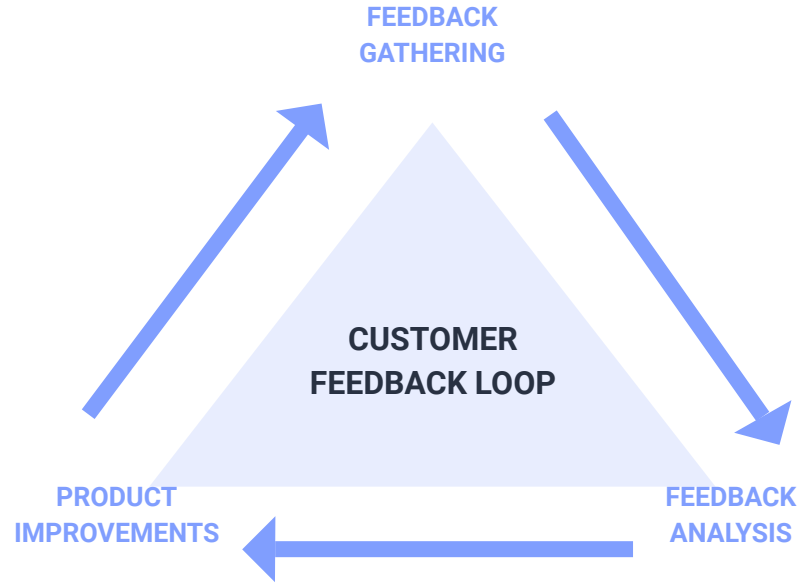 FEEDBACK
GATHERING
CUSTOMER
FEEDBACK LOOP
PRODUCT
IMPROVEMENTS
FEEDBACK
ANALYSIS